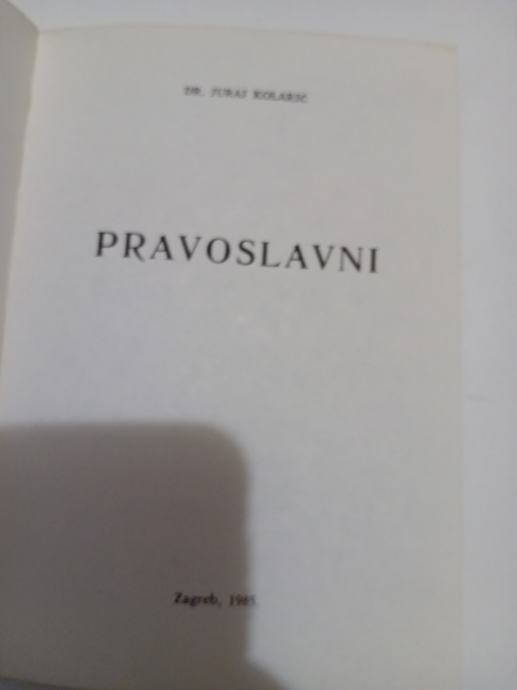 DR. JURAJ KOLARIĆ
PRAVOSLAVNI
Zagreb, 1985.